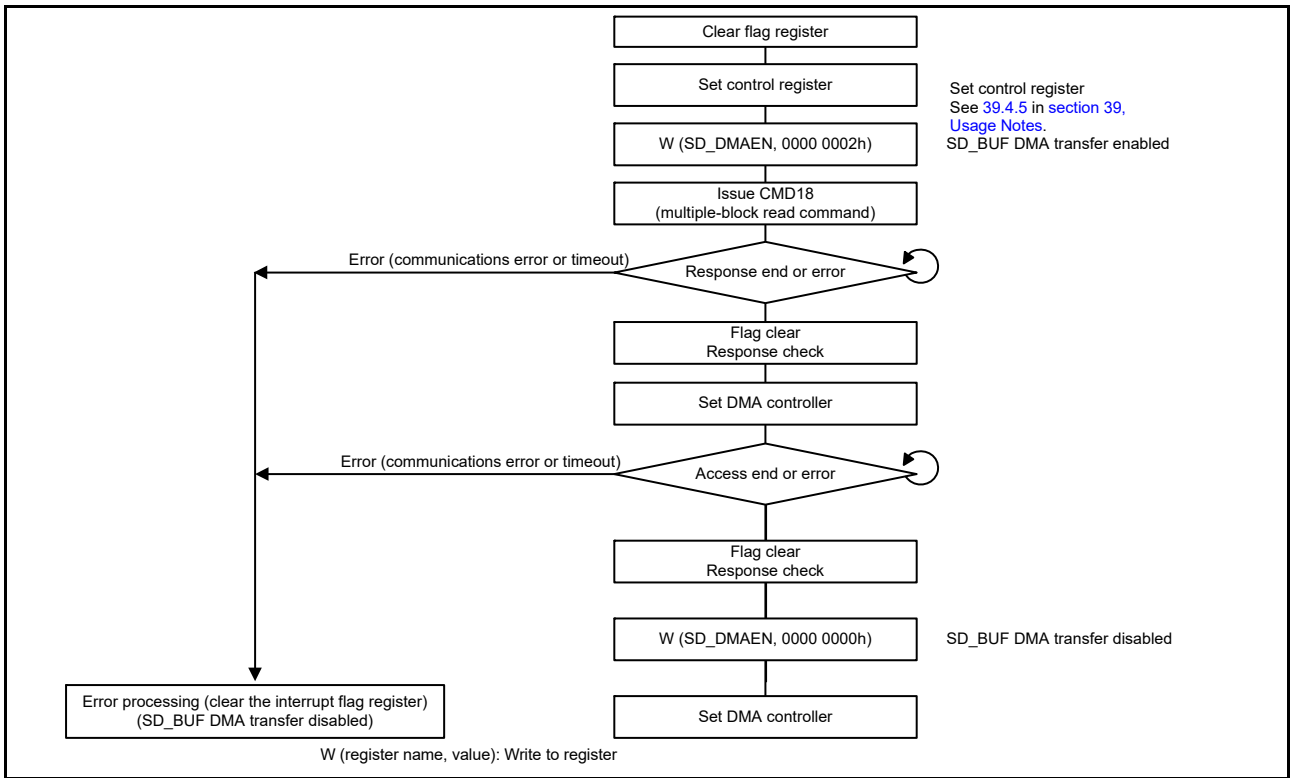 Clear flag register
Set control register
Set control register
See 39.4.5 in section 39,
Usage Notes.
W (SD_DMAEN, 0000 0002h)
SD_BUF DMA transfer enabled
Issue CMD18
(multiple-block read command)
Error (communications error or timeout)
Response end or error
Flag clear
Response check
Set DMA controller
Error (communications error or timeout)
Access end or error
Flag clear
Response check
W (SD_DMAEN, 0000 0000h)
SD_BUF DMA transfer disabled
Error processing (clear the interrupt flag register)
(SD_BUF DMA transfer disabled)
Set DMA controller
W (register name, value): Write to register